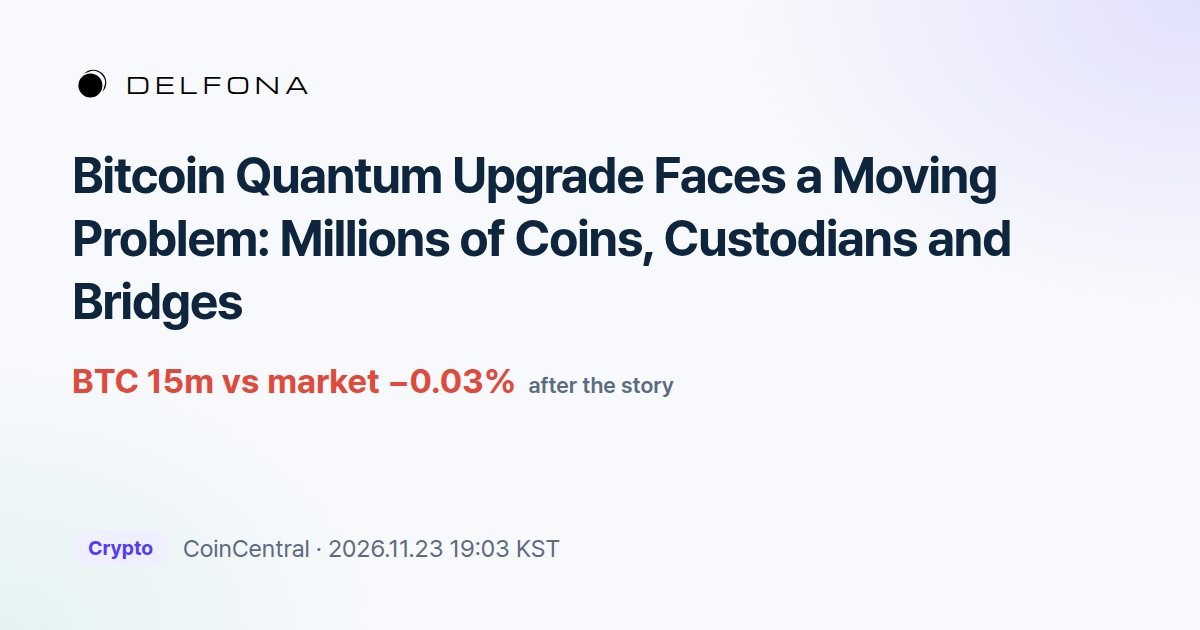 DELFONA
Bitcoin Quantum Upgrade Faces a Moving
Problem: Millions of Coins, Custodians and
Bridges
BTC 15m vs market −0.03% after the story
Crypto CoinCentral · 2026.11.23 19:03 KST